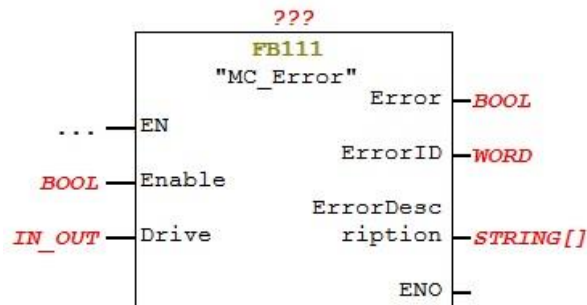 ???
FB111
"MC_Error"
Error BOOL
... EN
ErrorID WORD
BOOL Enable
ErrorDesc
IN_OUT Drive ription STRING[]
ENO